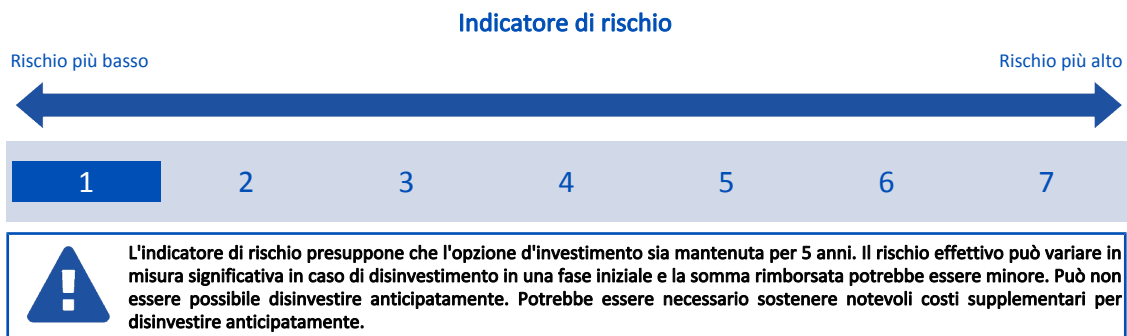 Indicatore di rischio
Rischio più basso
Rischio più alto
1 2 3 4 5 6 7
L'indicatore di rischio presuppone che l'opzione d'investimento sia mantenuta per 5 anni. Il rischio effettivo può variare in
misura significativa in caso di disinvestimento in una fase iniziale e la somma rimborsata potrebbe essere minore. Può non
essere possibile disinvestire anticipatamente. Potrebbe essere necessario sostenere notevoli costi supplementari per
disinvestire anticipatamente.